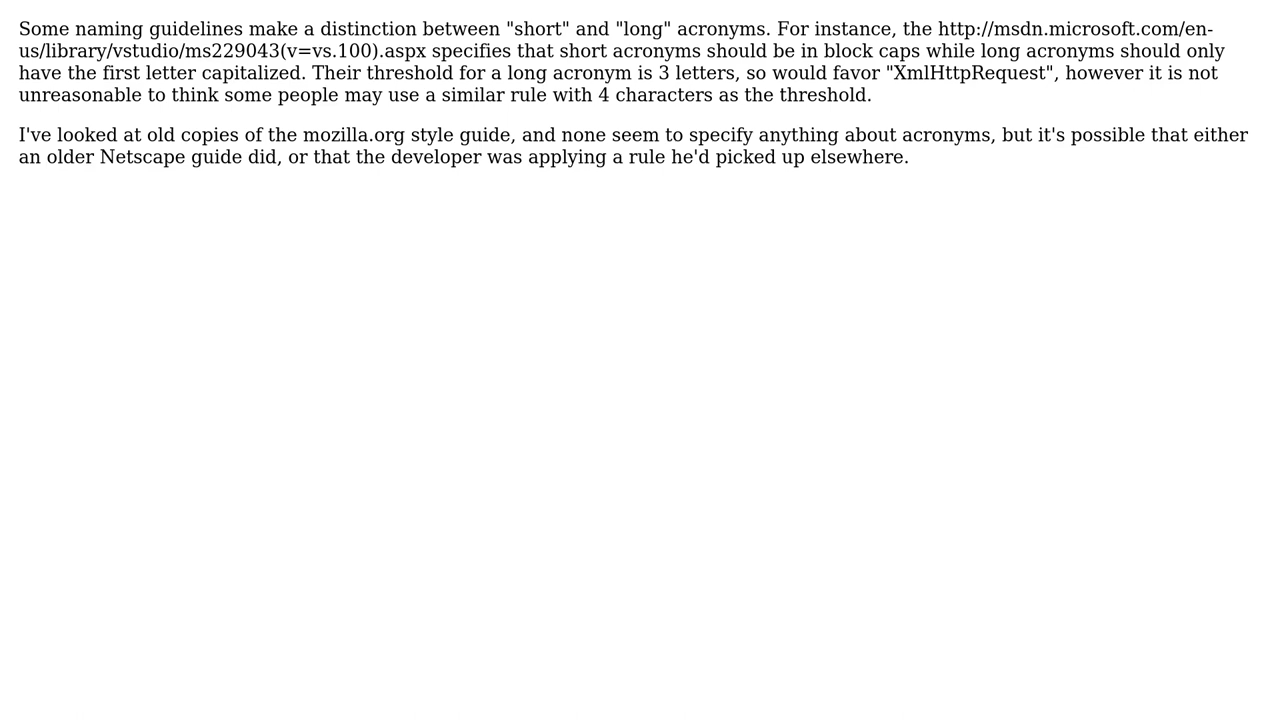 Some naming guidelines make a distinction between "short" and "long" acronyms. For instance, the http://msdn.microsoft.com/en-
us/library/vstudio/ms229043(v=vs.100).aspx specifies that short acronyms should be in block caps while long acronyms should only
have the first letter capitalized. Their threshold for a long acronym is 3 letters, so would favor "XmlHttpRequest", however it is not
unreasonable to think some people may use a similar rule with 4 characters as the threshold.
I've looked at old copies of the mozilla.org style guide, and none seem to specify anything about acronyms, but it's possible that either
an older Netscape guide did, or that the developer was applying a rule he'd picked up elsewhere.